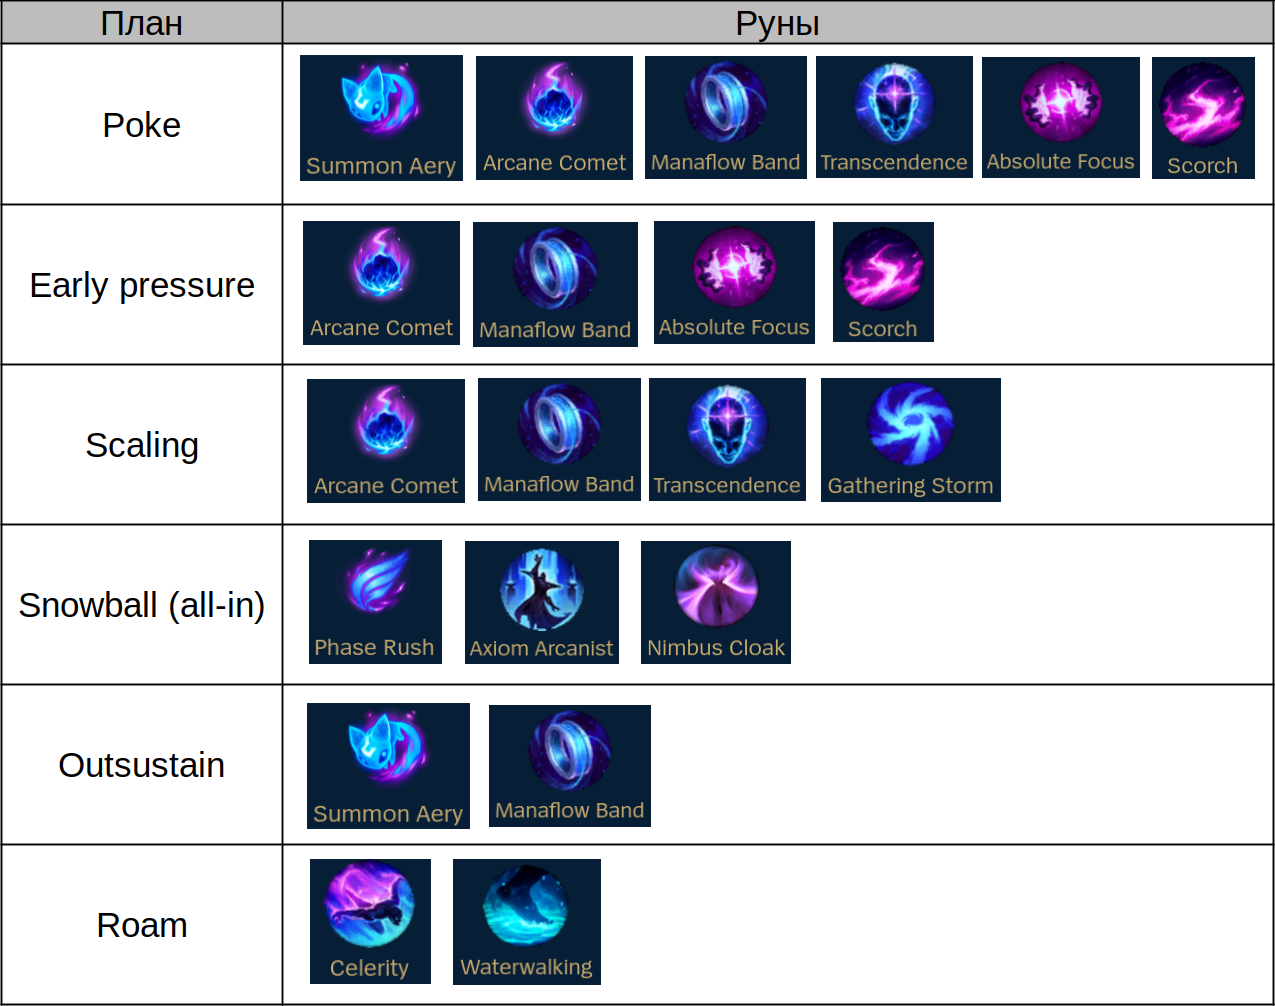 План Руны
Poke
Summon Aery Arcane Comet Manaflow Band Transcendence Absolute Focus Scorch
Early pressure
Arcane Comet Manaflow Band Absolute Focus Scorch
Scaling
Arcane Comet Manaflow Band Transcendence Gathering Storm
Snowball (all-in)
Phase Rush Axiom Arcanist Nimbus Cloak
Outsustain
Summon Aery Manaflow Band
Roam
Celerity Waterwalking